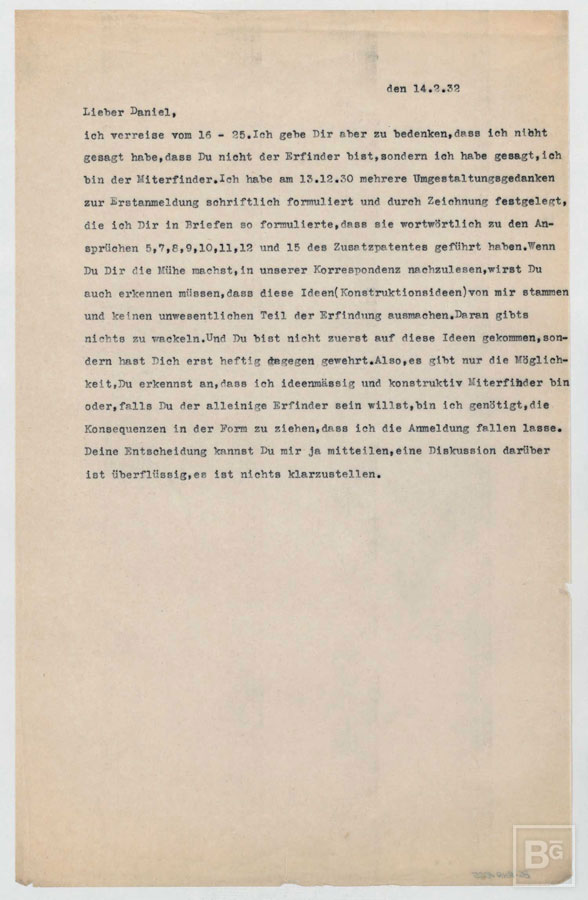 den 14.2.32
Lieber Daniel,
ich verreise vom 16 - 25.Ich gebe Dir aber zu bedenken,dass ich nicht
gesagt habe,dass Du nicht der Erfinder bist,sondern ich habe gesagt,ich
bin der Miterfinder.Ich habe am 13.12.30 mehrere Umgestaltungsgedanken
zur Erstanmeldung schriftlich formuliert und durch Zeichnung festgelegt,
die ich Dir in Briefen so formulierte,dass sie wortwörtlich zu den An-
sprüchen 5,7,8,9,10,11,12 und 15 des Zusatzpatentes geführt haben.Wenn
Du Dir die Mühe machst,in unserer Korrespondenz nachzulesen,wirst Du
auch erkennen müssen,dass diese Ideen(Konstruktionsideen)von mir stammen
und keinen unwesentlichen Teil der Erfindung ausmachen.Daran gibts
nichts zu wackeln.Und Du bist nicht zuerst auf diese Ideen gekommen,son-
dern hast Dich erst heftig dagegen gewehrt.Also,es gibt nur die Möglich-
keit,Du erkennst an,dass ich ideenmässig und konstruktiv Miterfinder bin
oder,falls Du der alleinige Erfinder sein willst,bin ich genötigt,die
Konsequenzen in der Form zu ziehen,dass ich die Anmeldung fallen lasse.
Deine Entscheidung kannst Du mir ja mitteilen,eine Diskussion darüber
ist überflüssig,es ist nichts klarzustellen.
BG